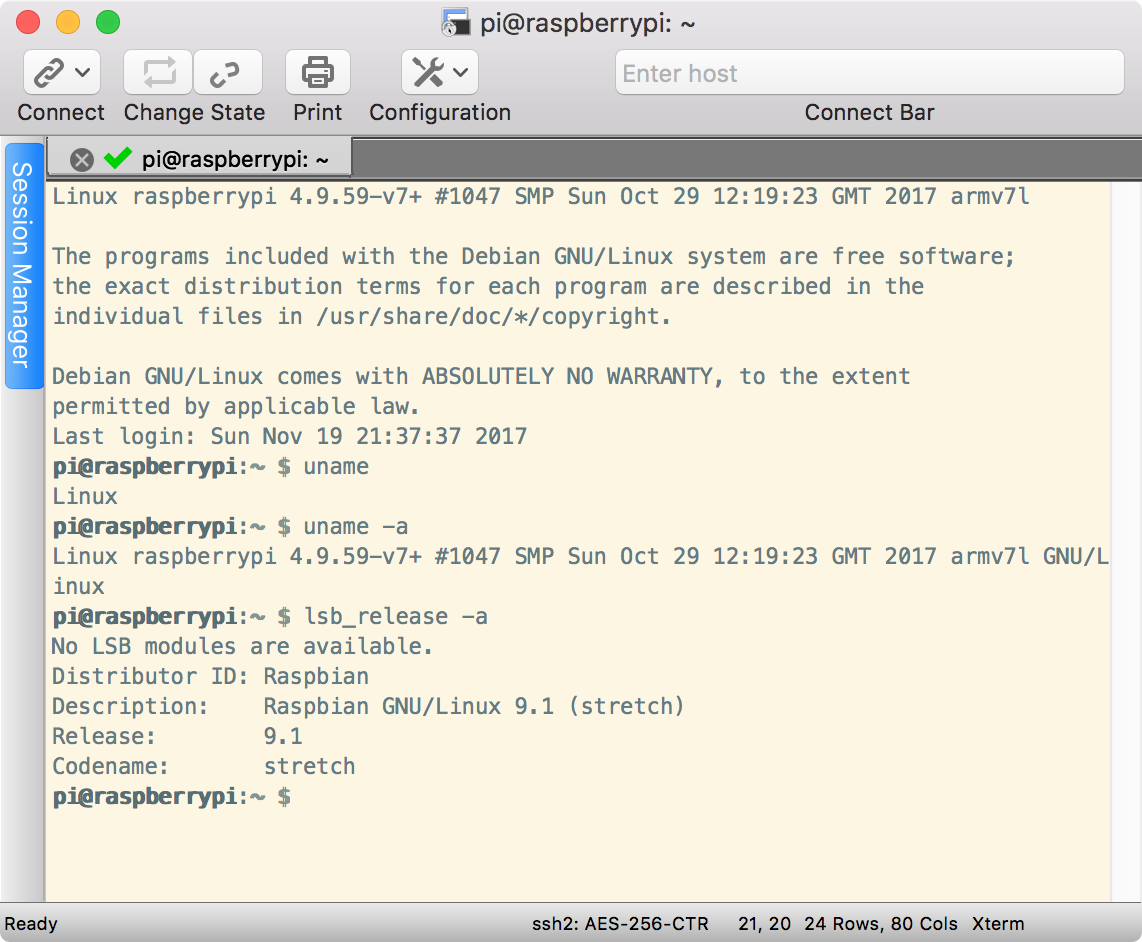 pi@raspberrypi: ~
Enter host
Connect Change State Print Configuration Connect Bar
Session Manager
pi@raspberrypi: ~
Linux raspberrypi 4.9.59-v7+ #1047 SMP Sun Oct 29 12:19:23 GMT 2017 armv7l

The programs included with the Debian GNU/Linux system are free software;
the exact distribution terms for each program are described in the
individual files in /usr/share/doc/*/copyright.

Debian GNU/Linux comes with ABSOLUTELY NO WARRANTY, to the extent
permitted by applicable law.
Last login: Sun Nov 19 21:37:37 2017
pi@raspberrypi:~ $ uname
Linux
pi@raspberrypi:~ $ uname -a
Linux raspberrypi 4.9.59-v7+ #1047 SMP Sun Oct 29 12:19:23 GMT 2017 armv7l GNU/L
inux
pi@raspberrypi:~ $ lsb_release -a
No LSB modules are available.
Distributor ID: Raspbian
Description:    Raspbian GNU/Linux 9.1 (stretch)
Release:        9.1
Codename:       stretch
pi@raspberrypi:~ $
Ready ssh2: AES-256-CTR 21, 20 24 Rows, 80 Cols Xterm